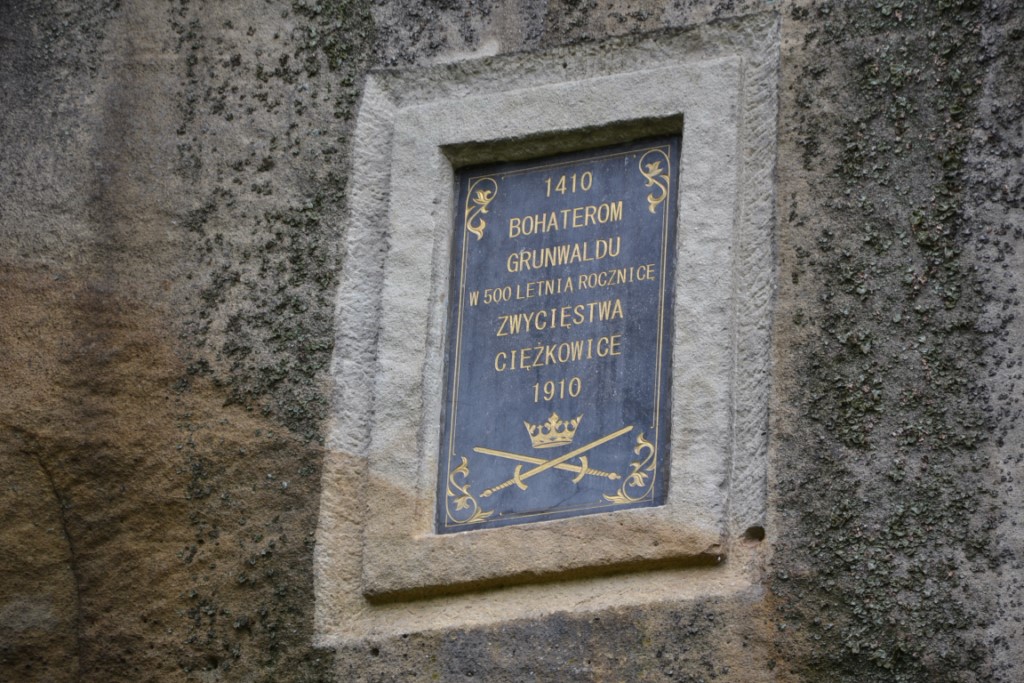 1410
BOHATEROM
GRUNWALDU
W 500 LETNIA ROCZNICE
ZWYCIĘSTWA
CIĘŻKOWICE
1910